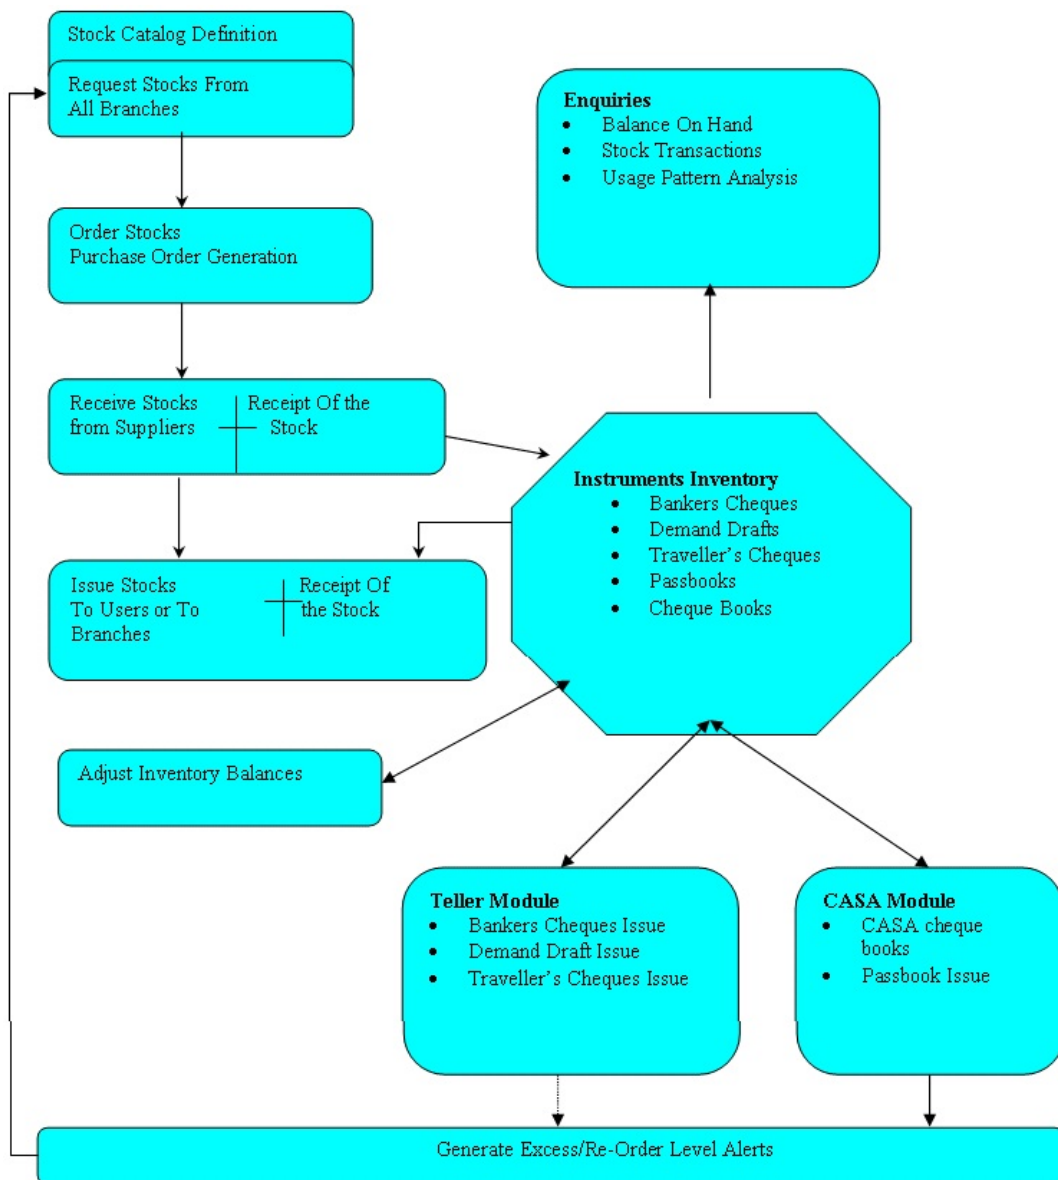 Stock Catalog Definition
Request Stocks From
All Branches
Enquiries
• Balance On Hand
• Stock Transactions
• Usage Pattern Analysis
Order Stocks
Purchase Order Generation
Receive Stocks
from Suppliers
Receipt Of the
Stock
Instruments Inventory
• Bankers Cheques
• Demand Drafts
• Traveller’s Cheques
• Passbooks
• Cheque Books
Issue Stocks
To Users or To
Branches
Receipt Of
the Stock
Adjust Inventory Balances
Teller Module
• Bankers Cheques Issue
• Demand Draft Issue
• Traveller’s Cheques Issue
CASA Module
• CASA cheque
books
• Passbook Issue
Generate Excess/Re-Order Level Alerts